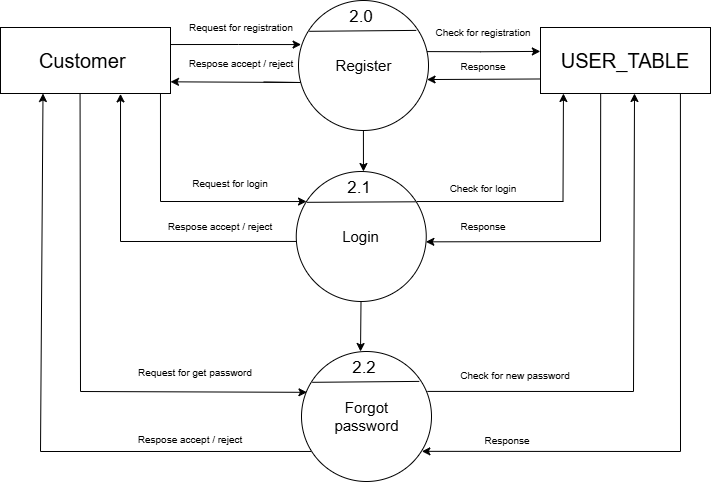 Request for registration
2.0
Check for registration
Customer
Respose accept / reject
Register
Response
USER_TABLE
Request for login
2.1
Check for login
Respose accept / reject
Login
Response
Request for get password
2.2
Check for new password
Forgot
password
Respose accept / reject
Response